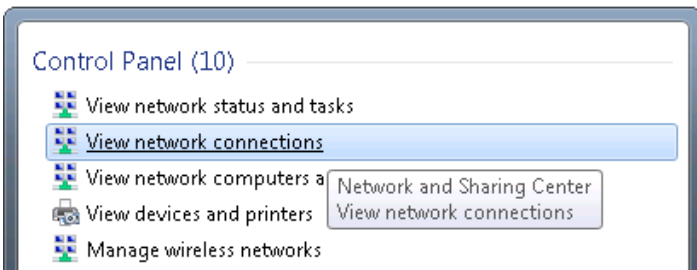 Control Panel (10)
View network status and tasks
View network connections
View network computers a
Network and Sharing Center
View network connections
View devices and printers
Manage wireless networks